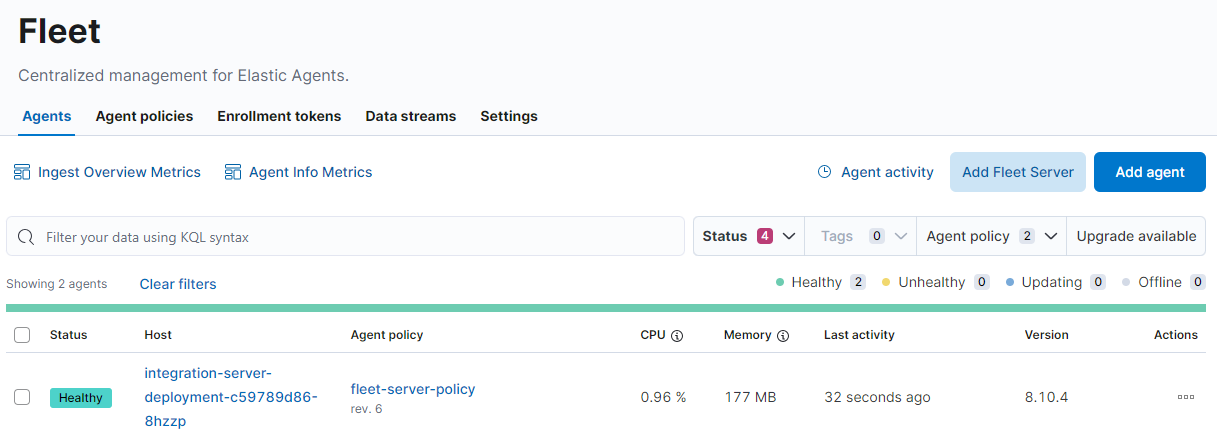 Fleet
Centralized management for Elastic Agents.
Agents Agent policies Enrollment tokens Data streams Settings
Ingest Overview Metrics Agent Info Metrics Agent activity Add Fleet Server Add agent
Filter your data using KQL syntax Status 4 Tags 0 Agent policy 2 Upgrade available
Showing 2 agents Clear filters Healthy 2 Unhealthy 0 Updating 0 Offline 0
Status Host Agent policy CPU Memory Last activity Version Actions
integration-server-
Healthy deployment-c59789d86- fleet-server-policy 0.96 % 177 MB 32 seconds ago 8.10.4
rev. 6
8hzzp